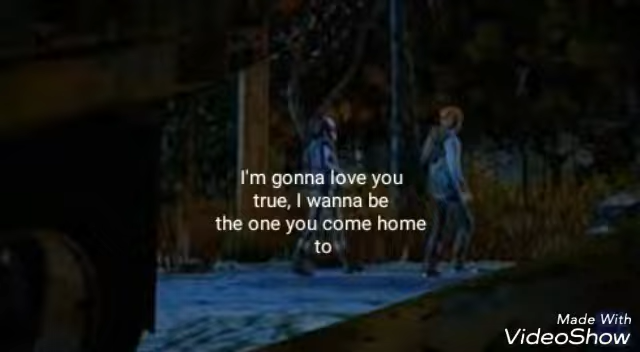 I'm gonna love you
true, I wanna be
the one you come home
to
Made With
VideoShow